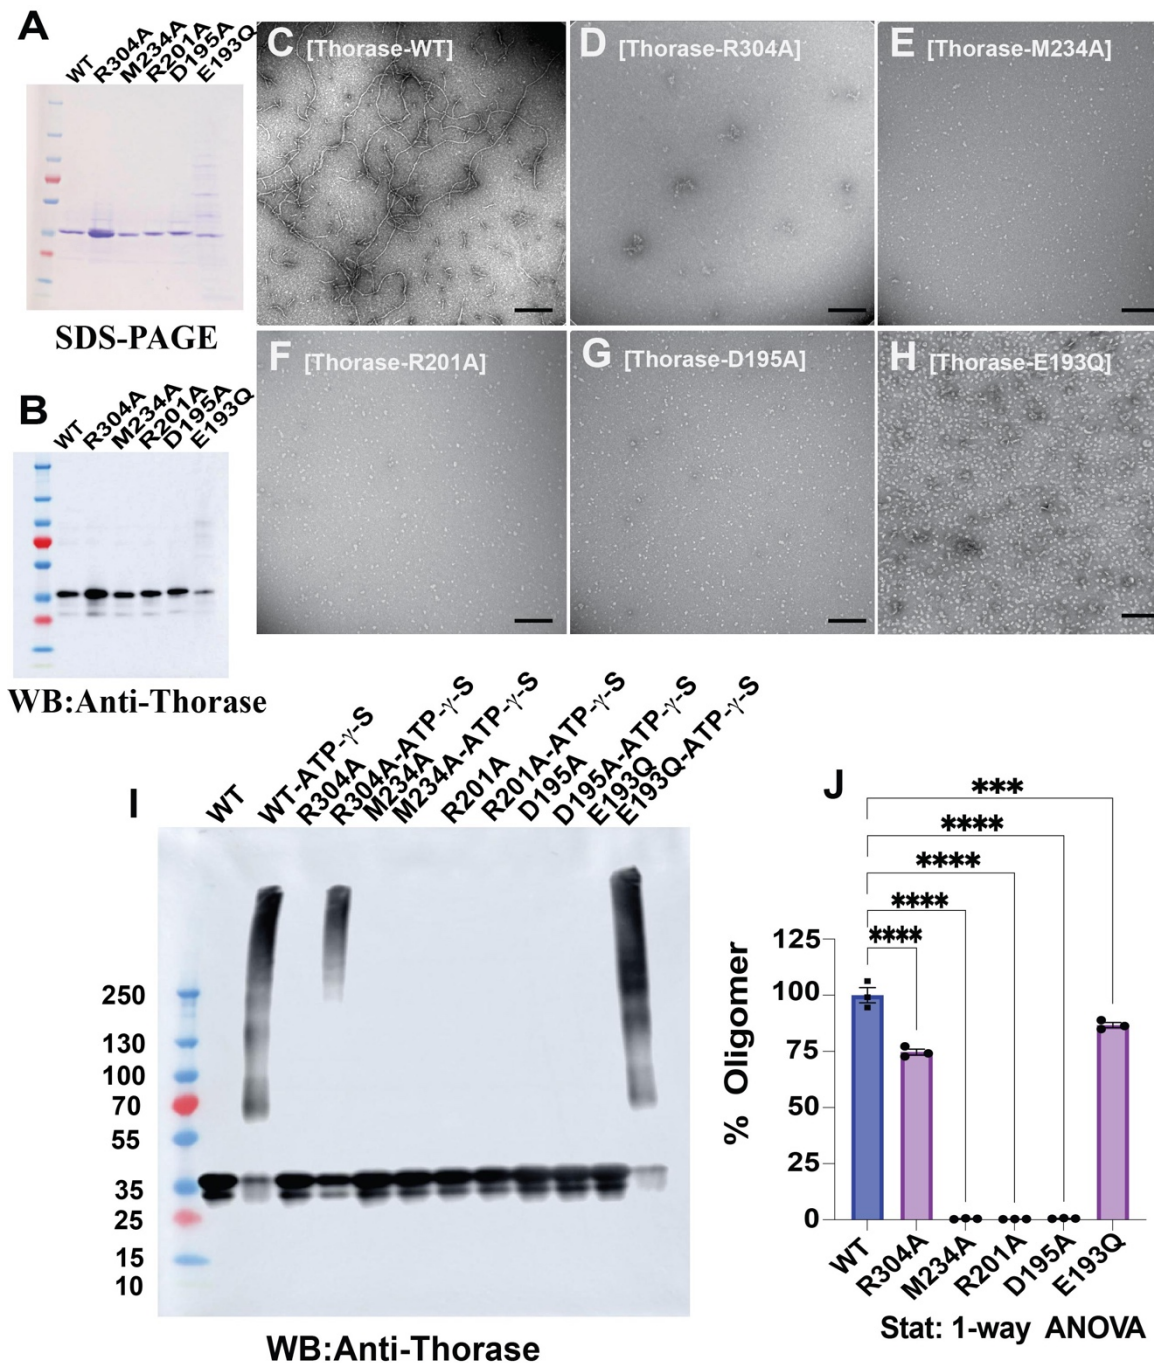 A
WT
R304A
M234A
R201A
D195A
E193Q
SDS-PAGE
B
WT
R304A
M234A
R201A
D195A
E193Q
WB:Anti-Thorase
C [Thorase-WT]
D [Thorase-R304A]
E [Thorase-M234A]
F [Thorase-R201A]
G [Thorase-D195A]
H [Thorase-E193Q]
I
WT
WT-ATP-γ-S
R304A
R304A-ATP-γ-S
M234A
M234A-ATP-γ-S
R201A
R201A-ATP-γ-S
D195A
D195A-ATP-γ-S
E193Q
E193Q-ATP-γ-S
250
130
100
70
55
35
25
15
10
WB:Anti-Thorase
J
***
****
****
****
****
% Oligomer
125
100
75
50
25
0
WT
R304A
M234A
R201A
D195A
E193Q
Stat: 1-way ANOVA